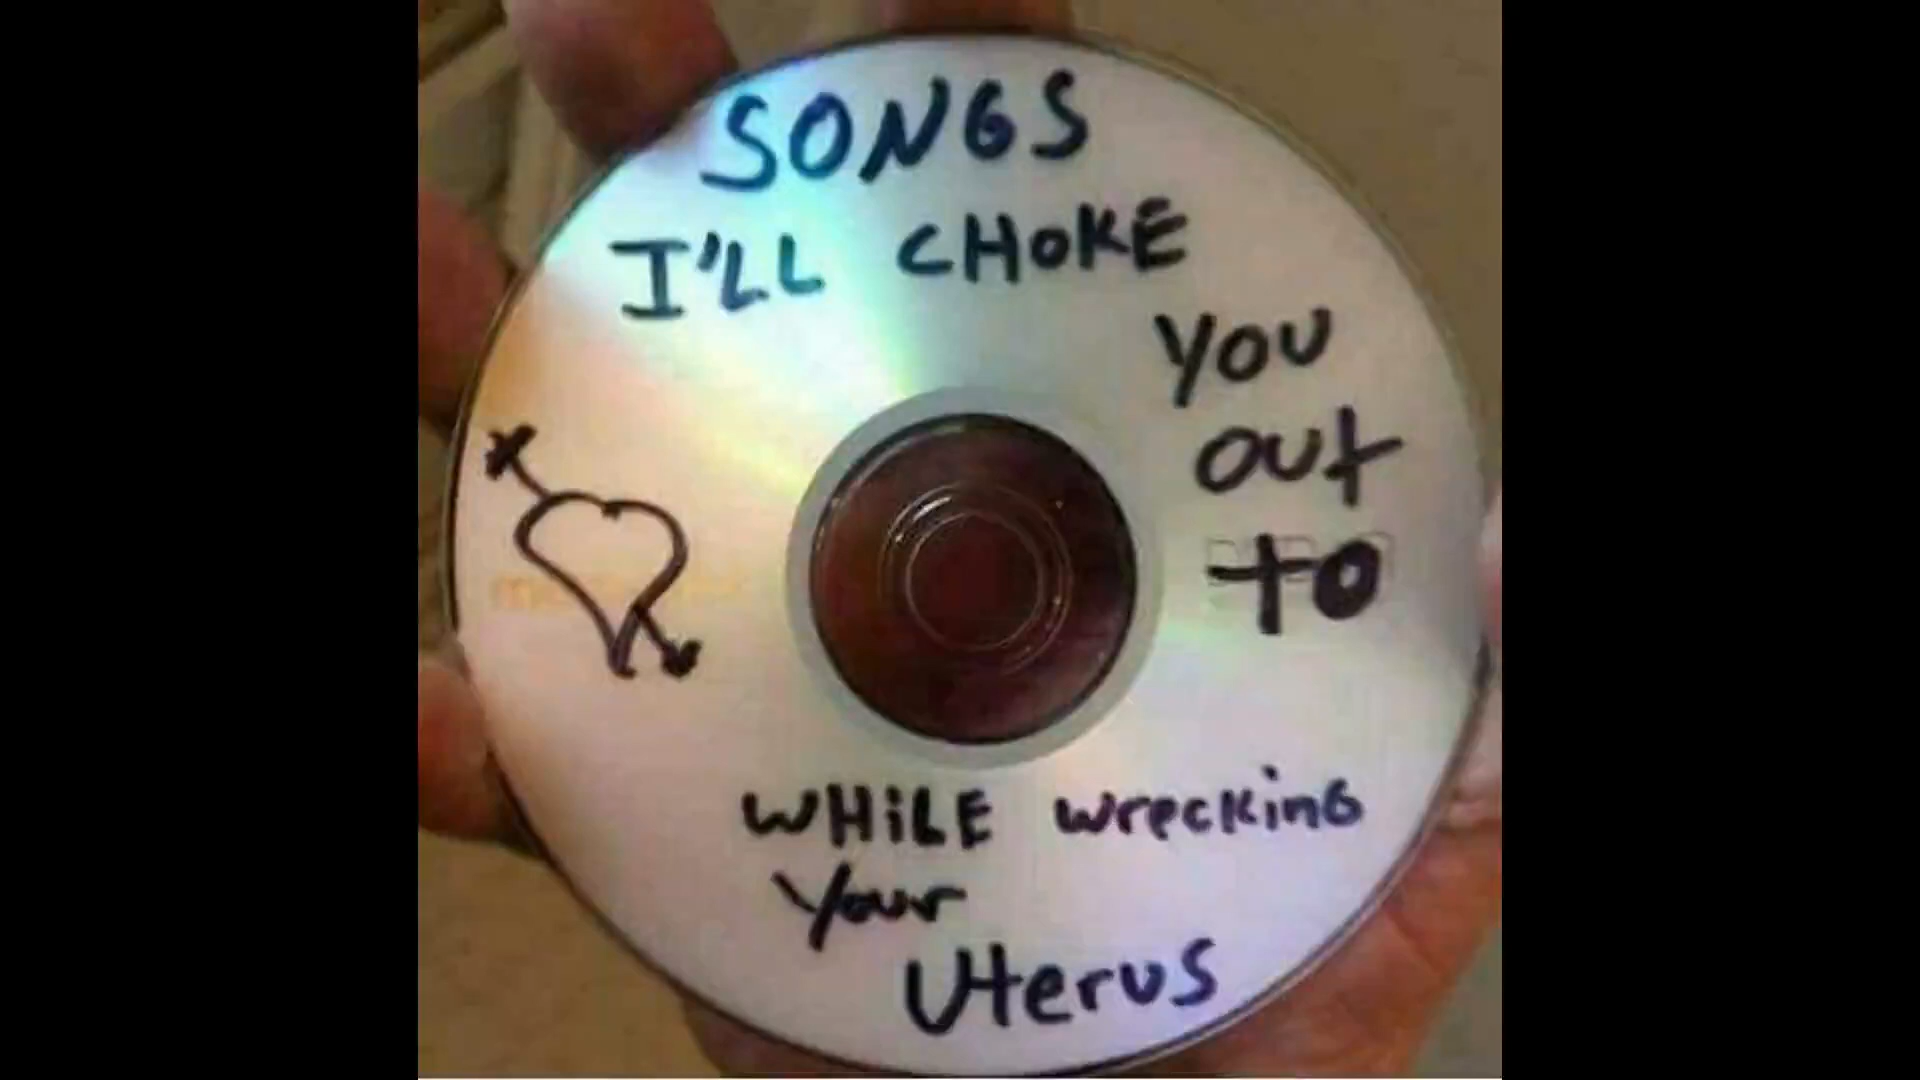 SONGS
I'LL CHOKE
YOU
OUT
TO
WHiLE wrecking
Your
Uterus